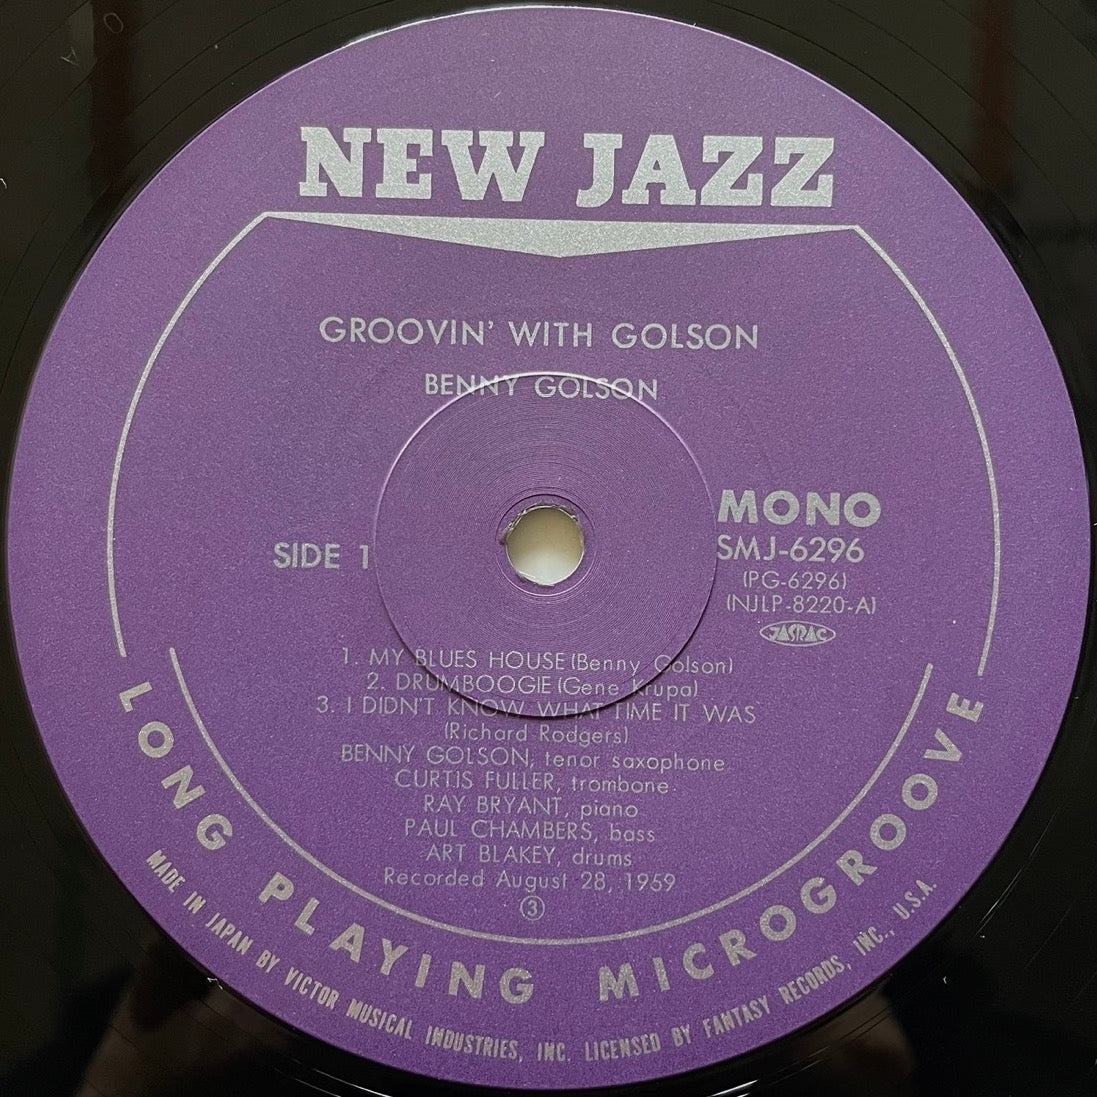 NEW JAZZ
GROOVIN' WITH GOLSON
BENNY GOLSON
SIDE 1
MONO
SMJ-6296
(PG-6296)
(NJLP-8220-A)
JASRAC
1. MY BLUES HOUSE (Benny Golson)
2. DRUMBOOGIE (Gene Krupa)
3. I DIDN'T KNOW WHAT TIME IT WAS
(Richard Rodgers)
BENNY GOLSON, tenor saxophone.
CURTIS FULLER, trombone.
RAY BRYANT, piano
PAUL CHAMBERS, bass
ART BLAKEY, drums
Recorded August 28, 1959
③
LONG PLAYING MICROGROOVE
MADE IN JAPAN BY VICTOR MUSICAL INDUSTRIES, INC. LICENSED BY FANTASY RECORDS, INC., U.S.A.